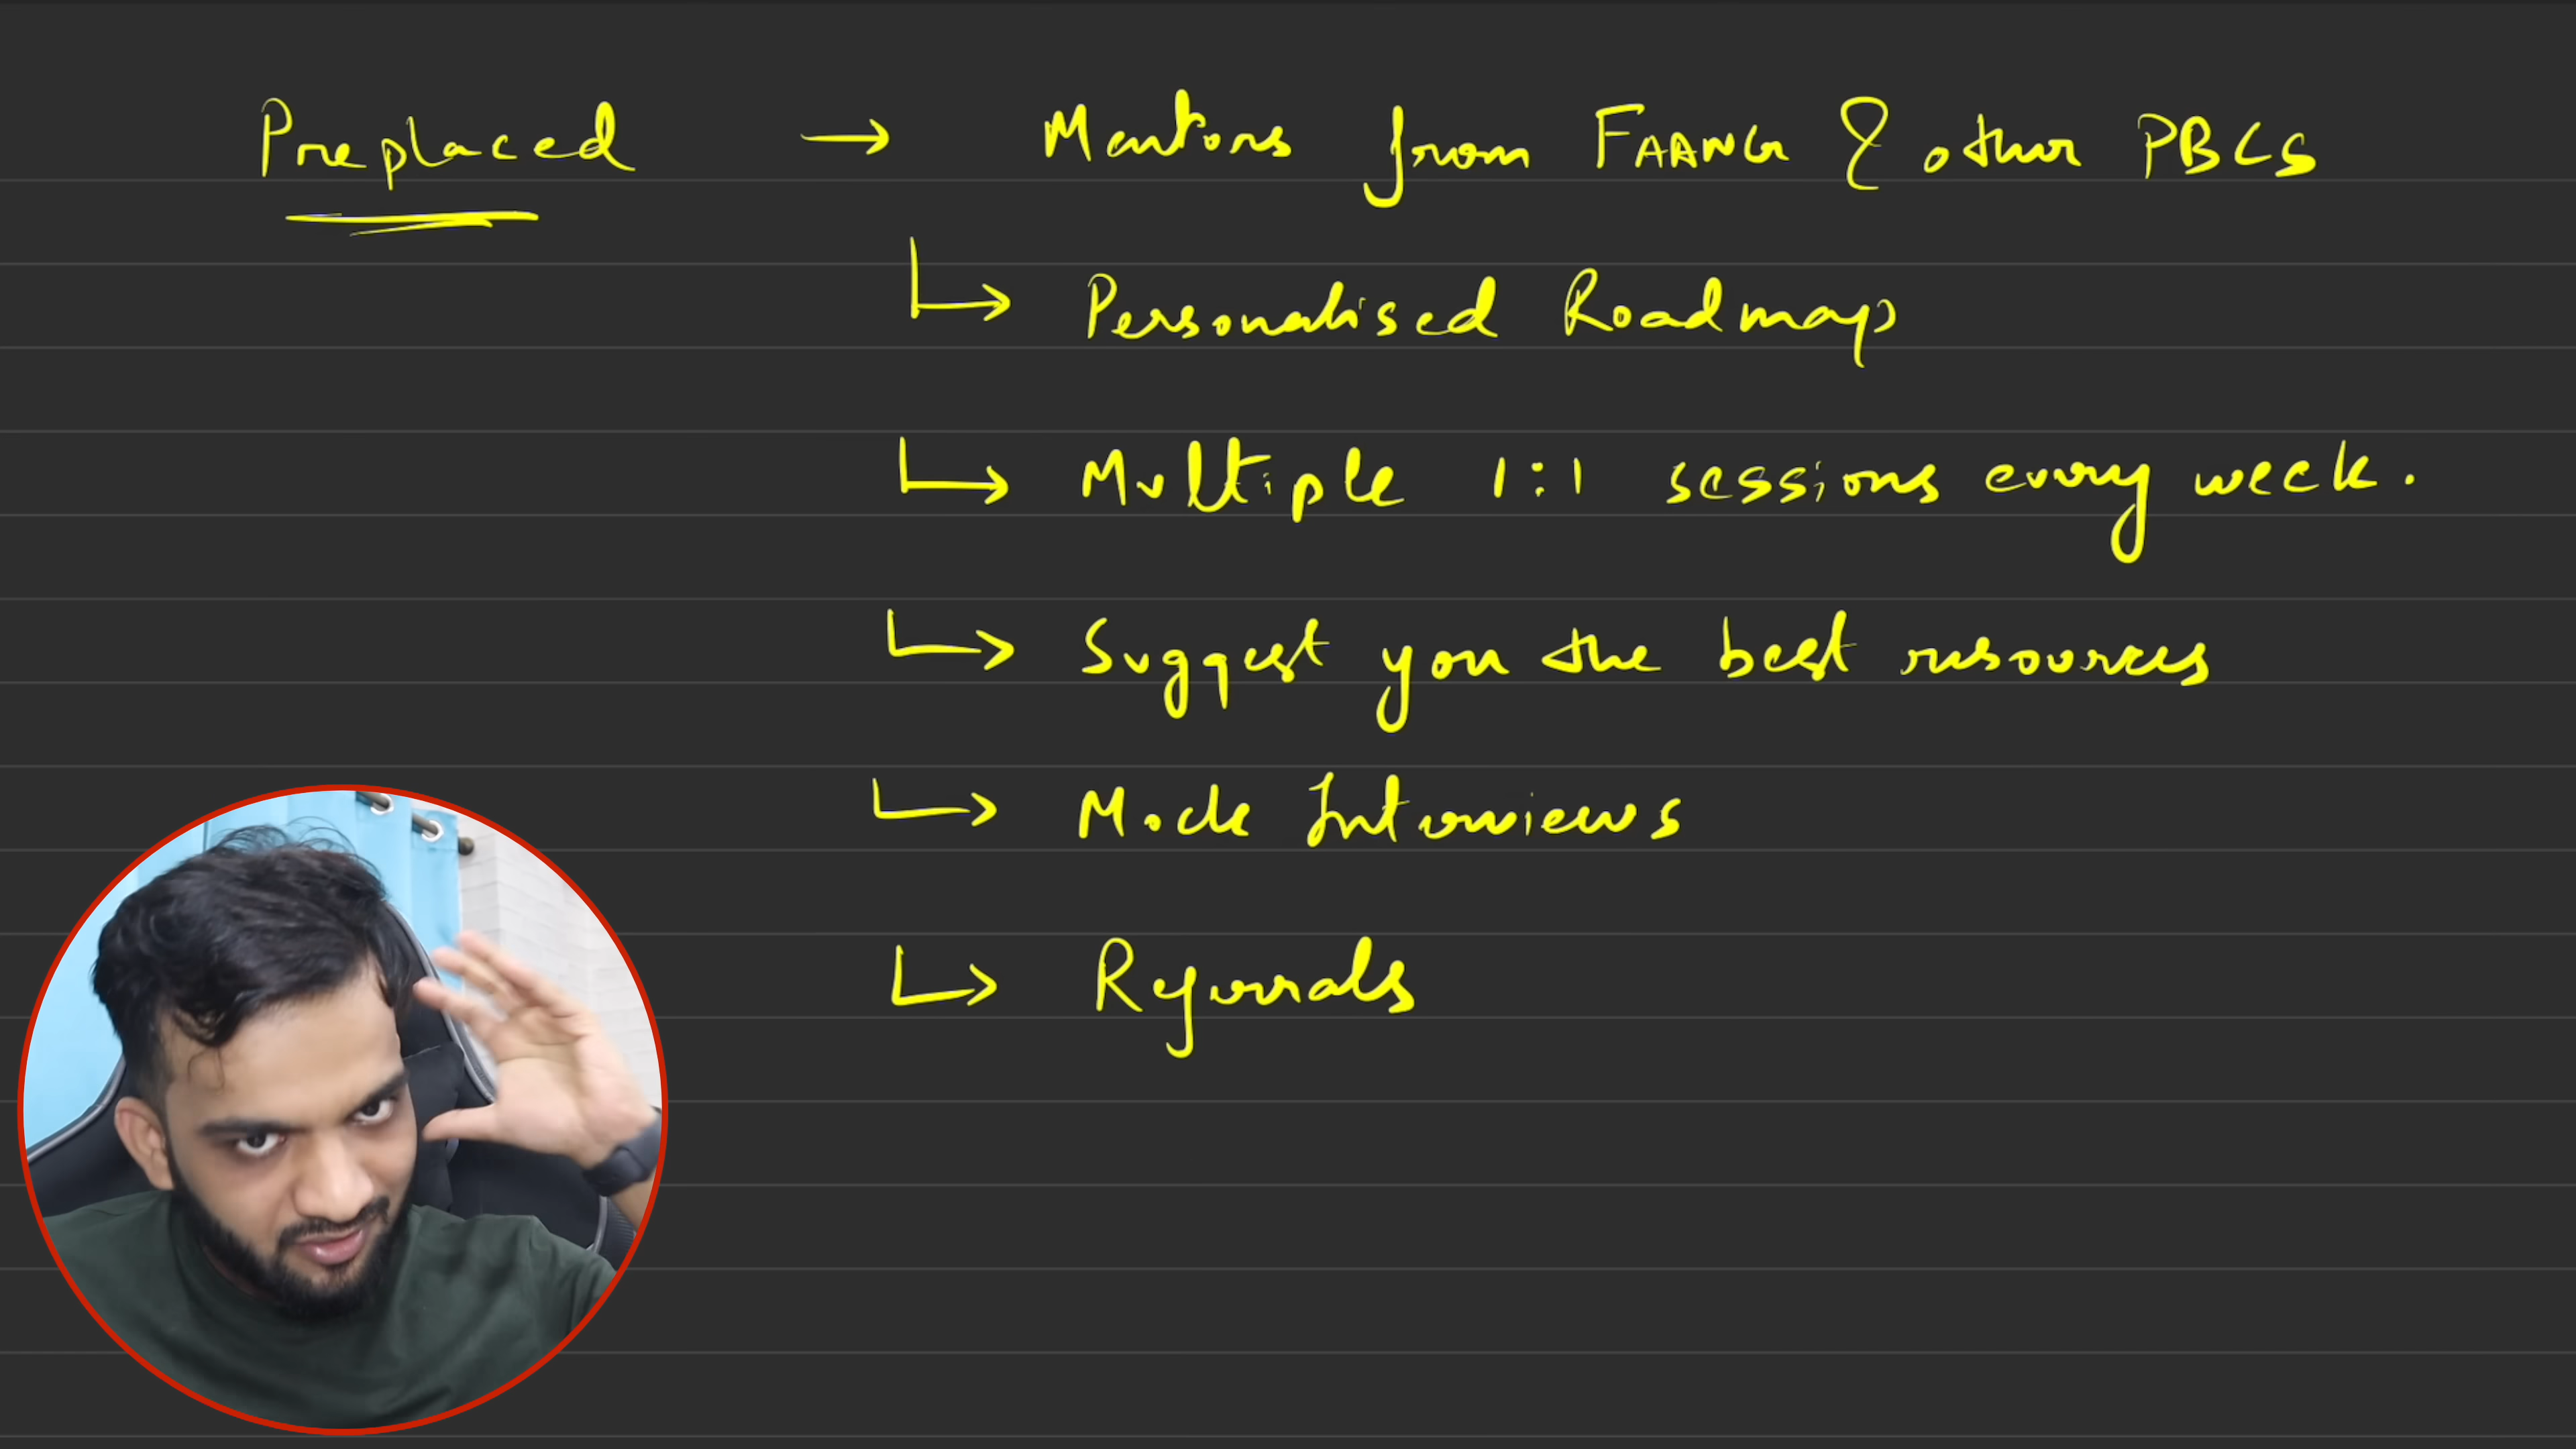 Preplaced → Mentors from FAANG & other PBCS
↳ Personalised Roadmap
↳ Multiple 1:1 sessions every week.
↳ Suggest you the best resources
↳ Mock Interviews
↳ Referrals